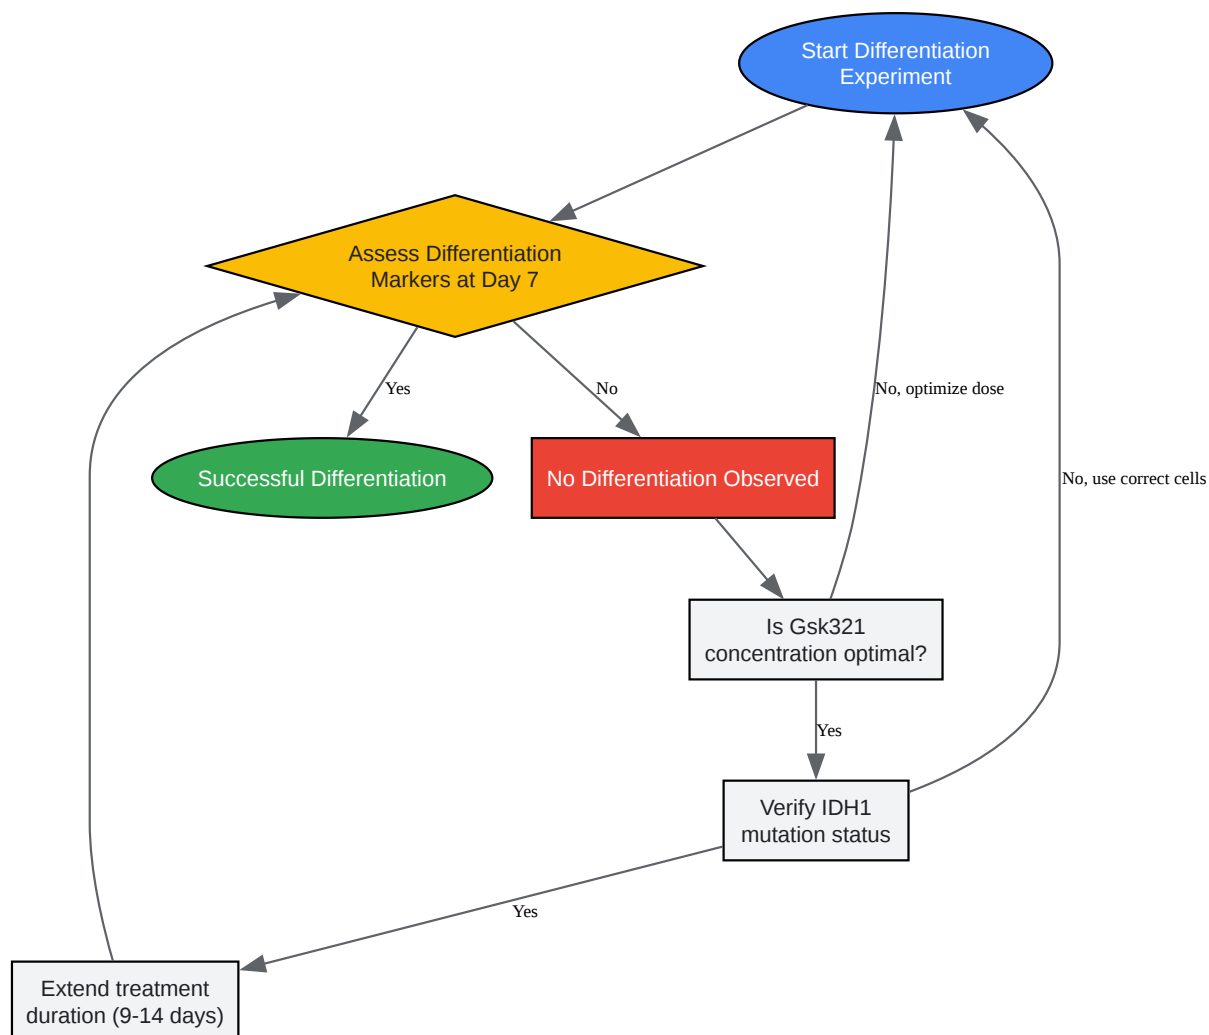 Start Differentiation
Experiment
Assess Differentiation
Markers at Day 7
Yes
No
No, optimize dose
Successful Differentiation
No Differentiation Observed
No, use correct cells
Is Gsk321
concentration optimal?
Yes
Verify IDH1
mutation status
Yes
Extend treatment
duration (9-14 days)